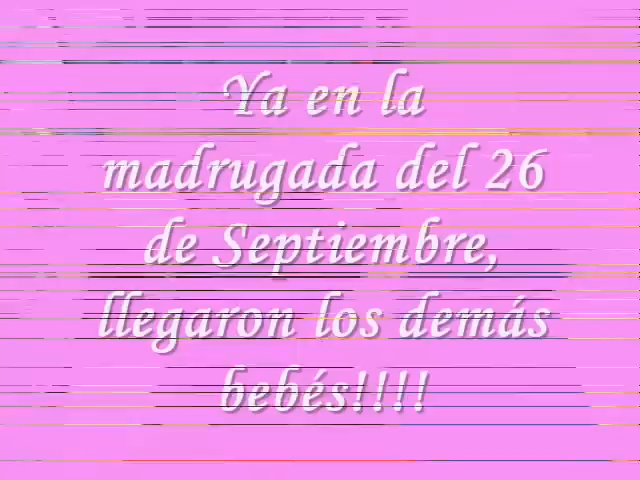 Ya en la
madrugada del 26
de Septiembre,
llegaron los demás
bebés!!!!